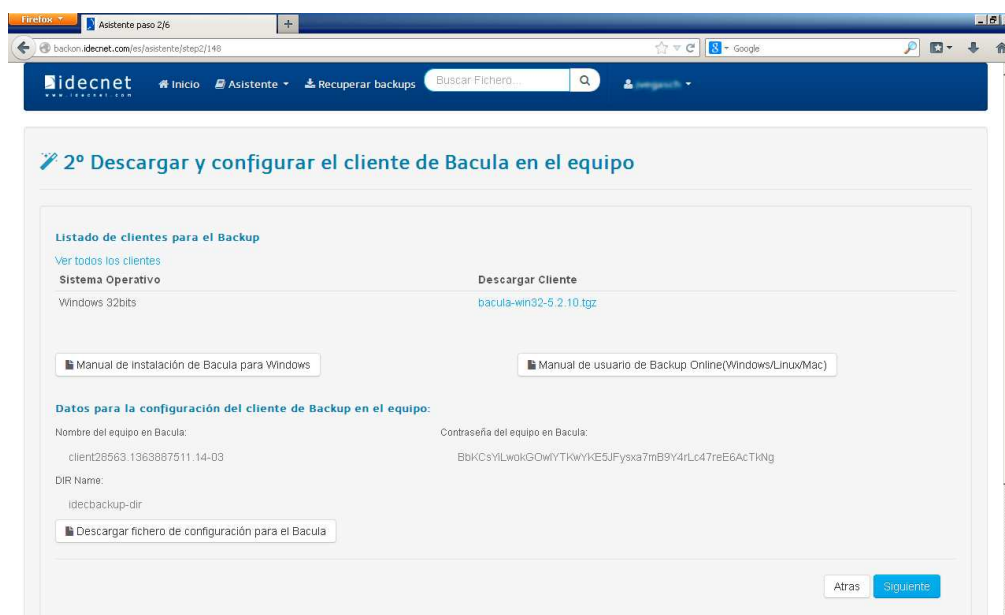 Firefox
Asistente paso 2/6
backon.idecnet.com/es/asistente/step2/148
Google
idecnet
www.idecnet.com
Inicio
Asistente
Recuperar backups
Buscar Fichero...
2º Descargar y configurar el cliente de Bacula en el equipo
Listado de clientes para el Backup
Ver todos los clientes
Sistema Operativo Descargar Cliente
Windows 32bits bacula-win32-5.2.10.tgz
Manual de instalación de Bacula para Windows Manual de usuario de Backup Online(Windows/Linux/Mac)
Datos para la configuración del cliente de Backup en el equipo:
Nombre del equipo en Bacula: Contraseña del equipo en Bacula:
client28563.1363887511.14-03
DIR Name:
idecbackup-dir
Descargar fichero de configuración para el Bacula
Atras Siguiente